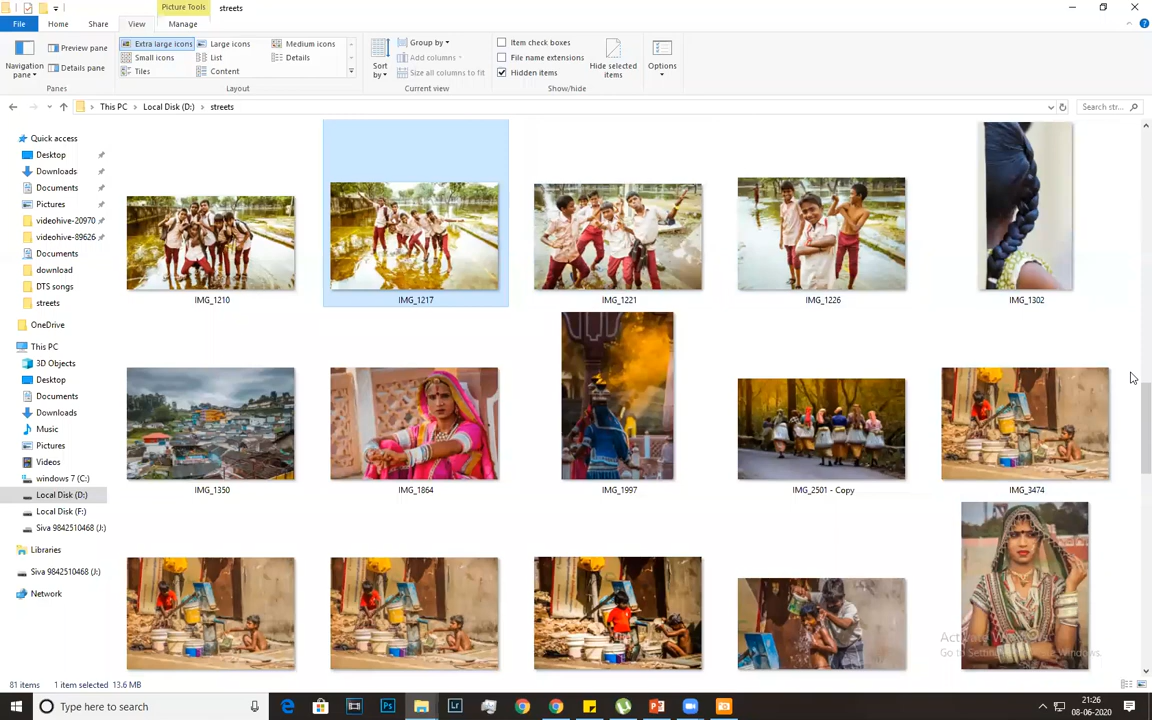 Picture Tools
streets
File
Home
Share
View
Manage
Navigation pane
Preview pane
Details pane
Panes
Extra large icons
Large icons
Medium icons
Small icons
List
Details
Tiles
Content
Layout
Sort by
Group by
Add columns
Size all columns to fit
Current view
Item check boxes
File name extensions
Hidden items
Hide selected items
Show/hide
Options
This PC
Local Disk (D:)
streets
Search str...
Quick access
Desktop
Downloads
Documents
Pictures
videohive-20970
videohive-89626
Documents
download
DTS songs
streets
OneDrive
This PC
3D Objects
Desktop
Documents
Downloads
Music
Pictures
Videos
windows 7 (C:)
Local Disk (D:)
Local Disk (F:)
Siva 9842510468 (J:)
Libraries
Siva 9842510468 (J:)
Network
IMG_1210
IMG_1217
IMG_1221
IMG_1226
IMG_1302
IMG_1350
IMG_1864
IMG_1997
IMG_2501 - Copy
IMG_3474
81 items
1 item selected 13.6 MB
Type here to search
Ps
Lr
21:26
08-06-2020